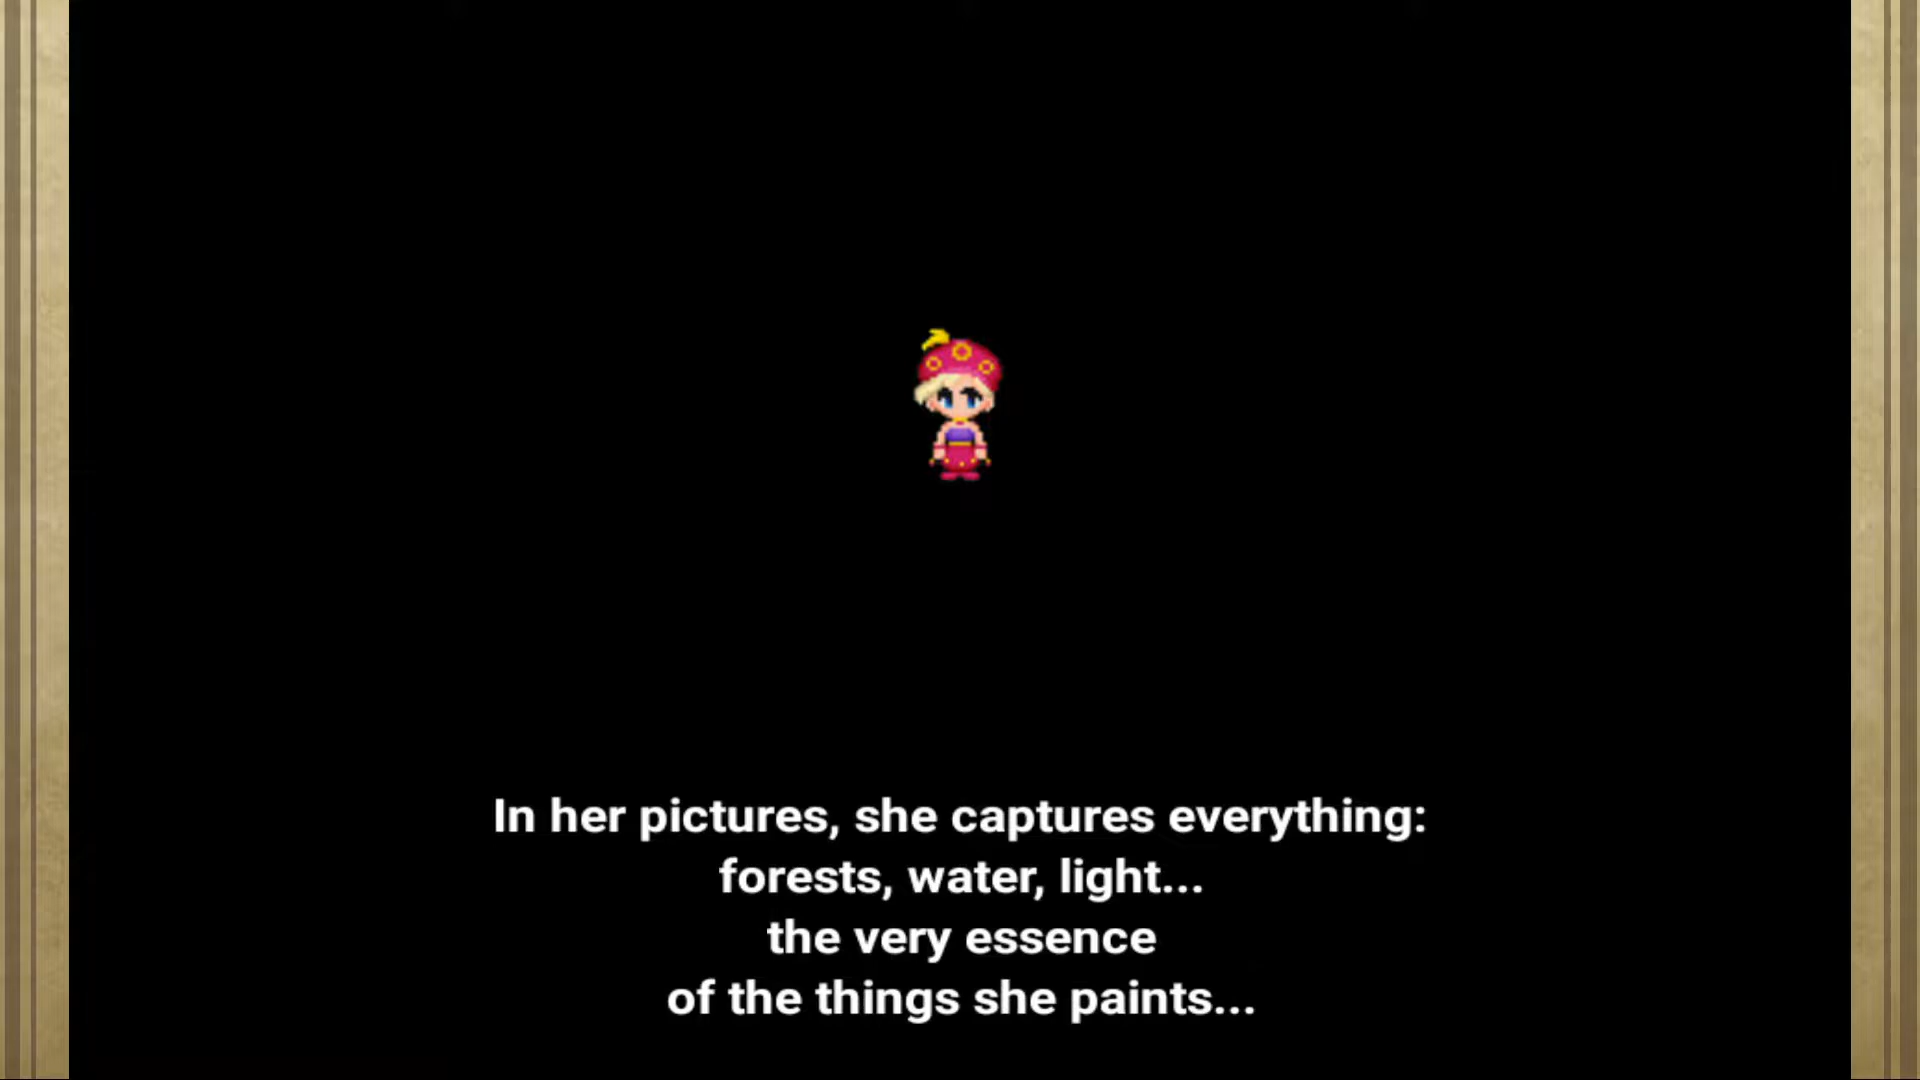 In her pictures, she captures everything:
forests, water, light...
the very essence
of the things she paints...